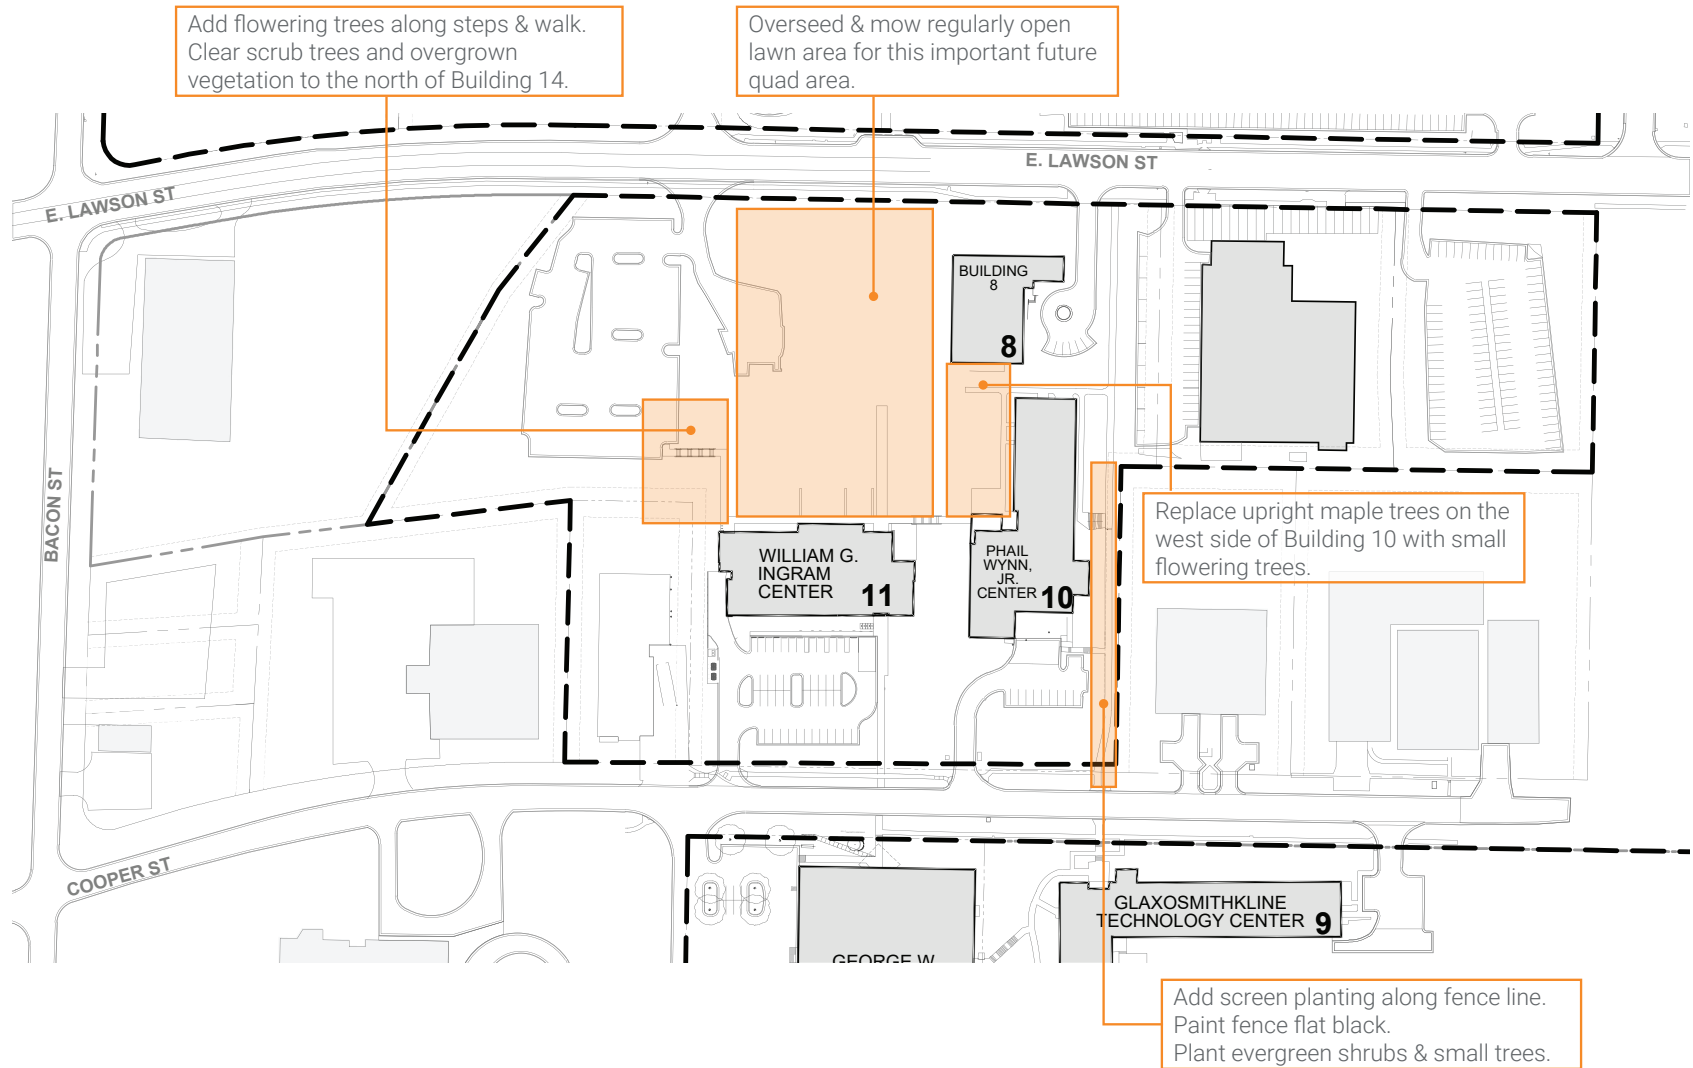 Add flowering trees along steps & walk.
Clear scrub trees and overgrown
vegetation to the north of Building 14.
Overseed & mow regularly open
lawn area for this important future
quad area.
E. LAWSON ST
E. LAWSON ST
BUILDING
8
8
BACON ST
Replace upright maple trees on the
west side of Building 10 with small
flowering trees.
WILLIAM G.
INGRAM
CENTER
11
PHAIL
WYNN,
JR.
CENTER
10
COOPER ST
GLAXOSMITHKLINE
TECHNOLOGY CENTER
9
GEORGE W.
Add screen planting along fence line.
Paint fence flat black.
Plant evergreen shrubs & small trees.